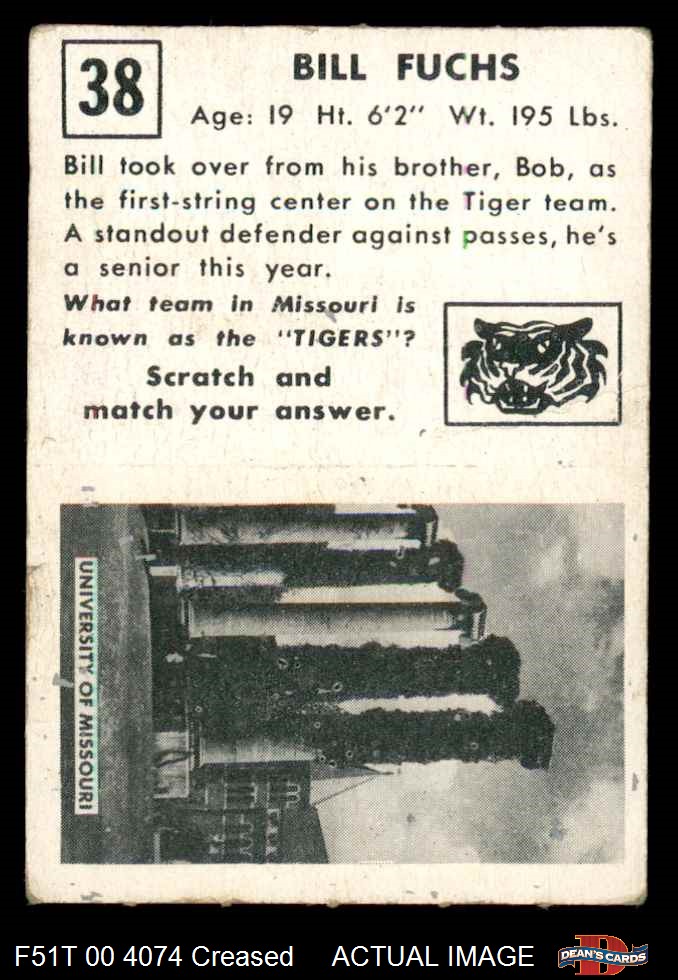 38
BILL FUCHS
Age: 19 Ht. 6'2" Wt. 195 Lbs.
Bill took over from his brother, Bob, as
the first-string center on the Tiger team.
A standout defender against passes, he's
a senior this year.
What team in Missouri is
known as the "TIGERS"?
Scratch and
match your answer.
UNIVERSITY OF MISSOURI
F51T 00 4074 Creased ACTUAL IMAGE
DEAN'S CARDS